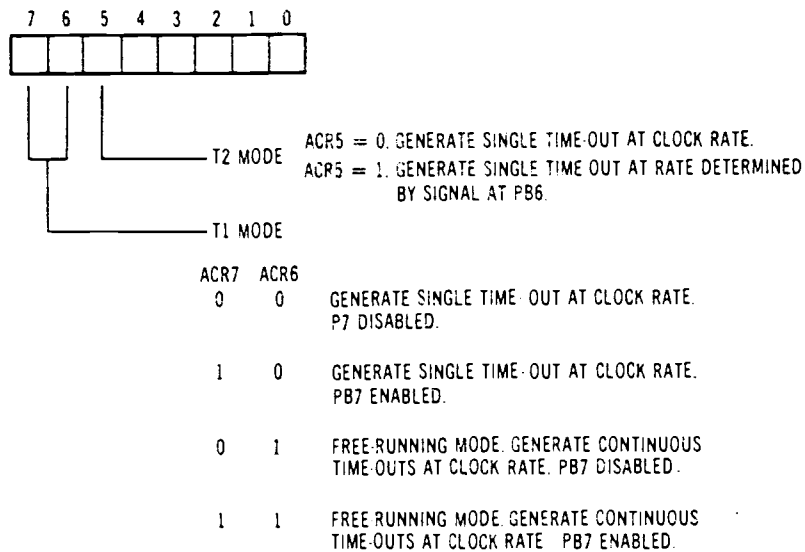 7 6 5 4 3 2 1 0
T2 MODE
ACR5 = 0. GENERATE SINGLE TIME-OUT AT CLOCK RATE.
ACR5 = 1. GENERATE SINGLE TIME OUT AT RATE DETERMINED
BY SIGNAL AT PB6.
T1 MODE
ACR7 ACR6
0 0 GENERATE SINGLE TIME-OUT AT CLOCK RATE.
P7 DISABLED.
1 0 GENERATE SINGLE TIME-OUT AT CLOCK RATE.
PB7 ENABLED.
0 1 FREE-RUNNING MODE. GENERATE CONTINUOUS
TIME-OUTS AT CLOCK RATE. PB7 DISABLED.
1 1 FREE RUNNING MODE. GENERATE CONTINUOUS
TIME-OUTS AT CLOCK RATE PB7 ENABLED.